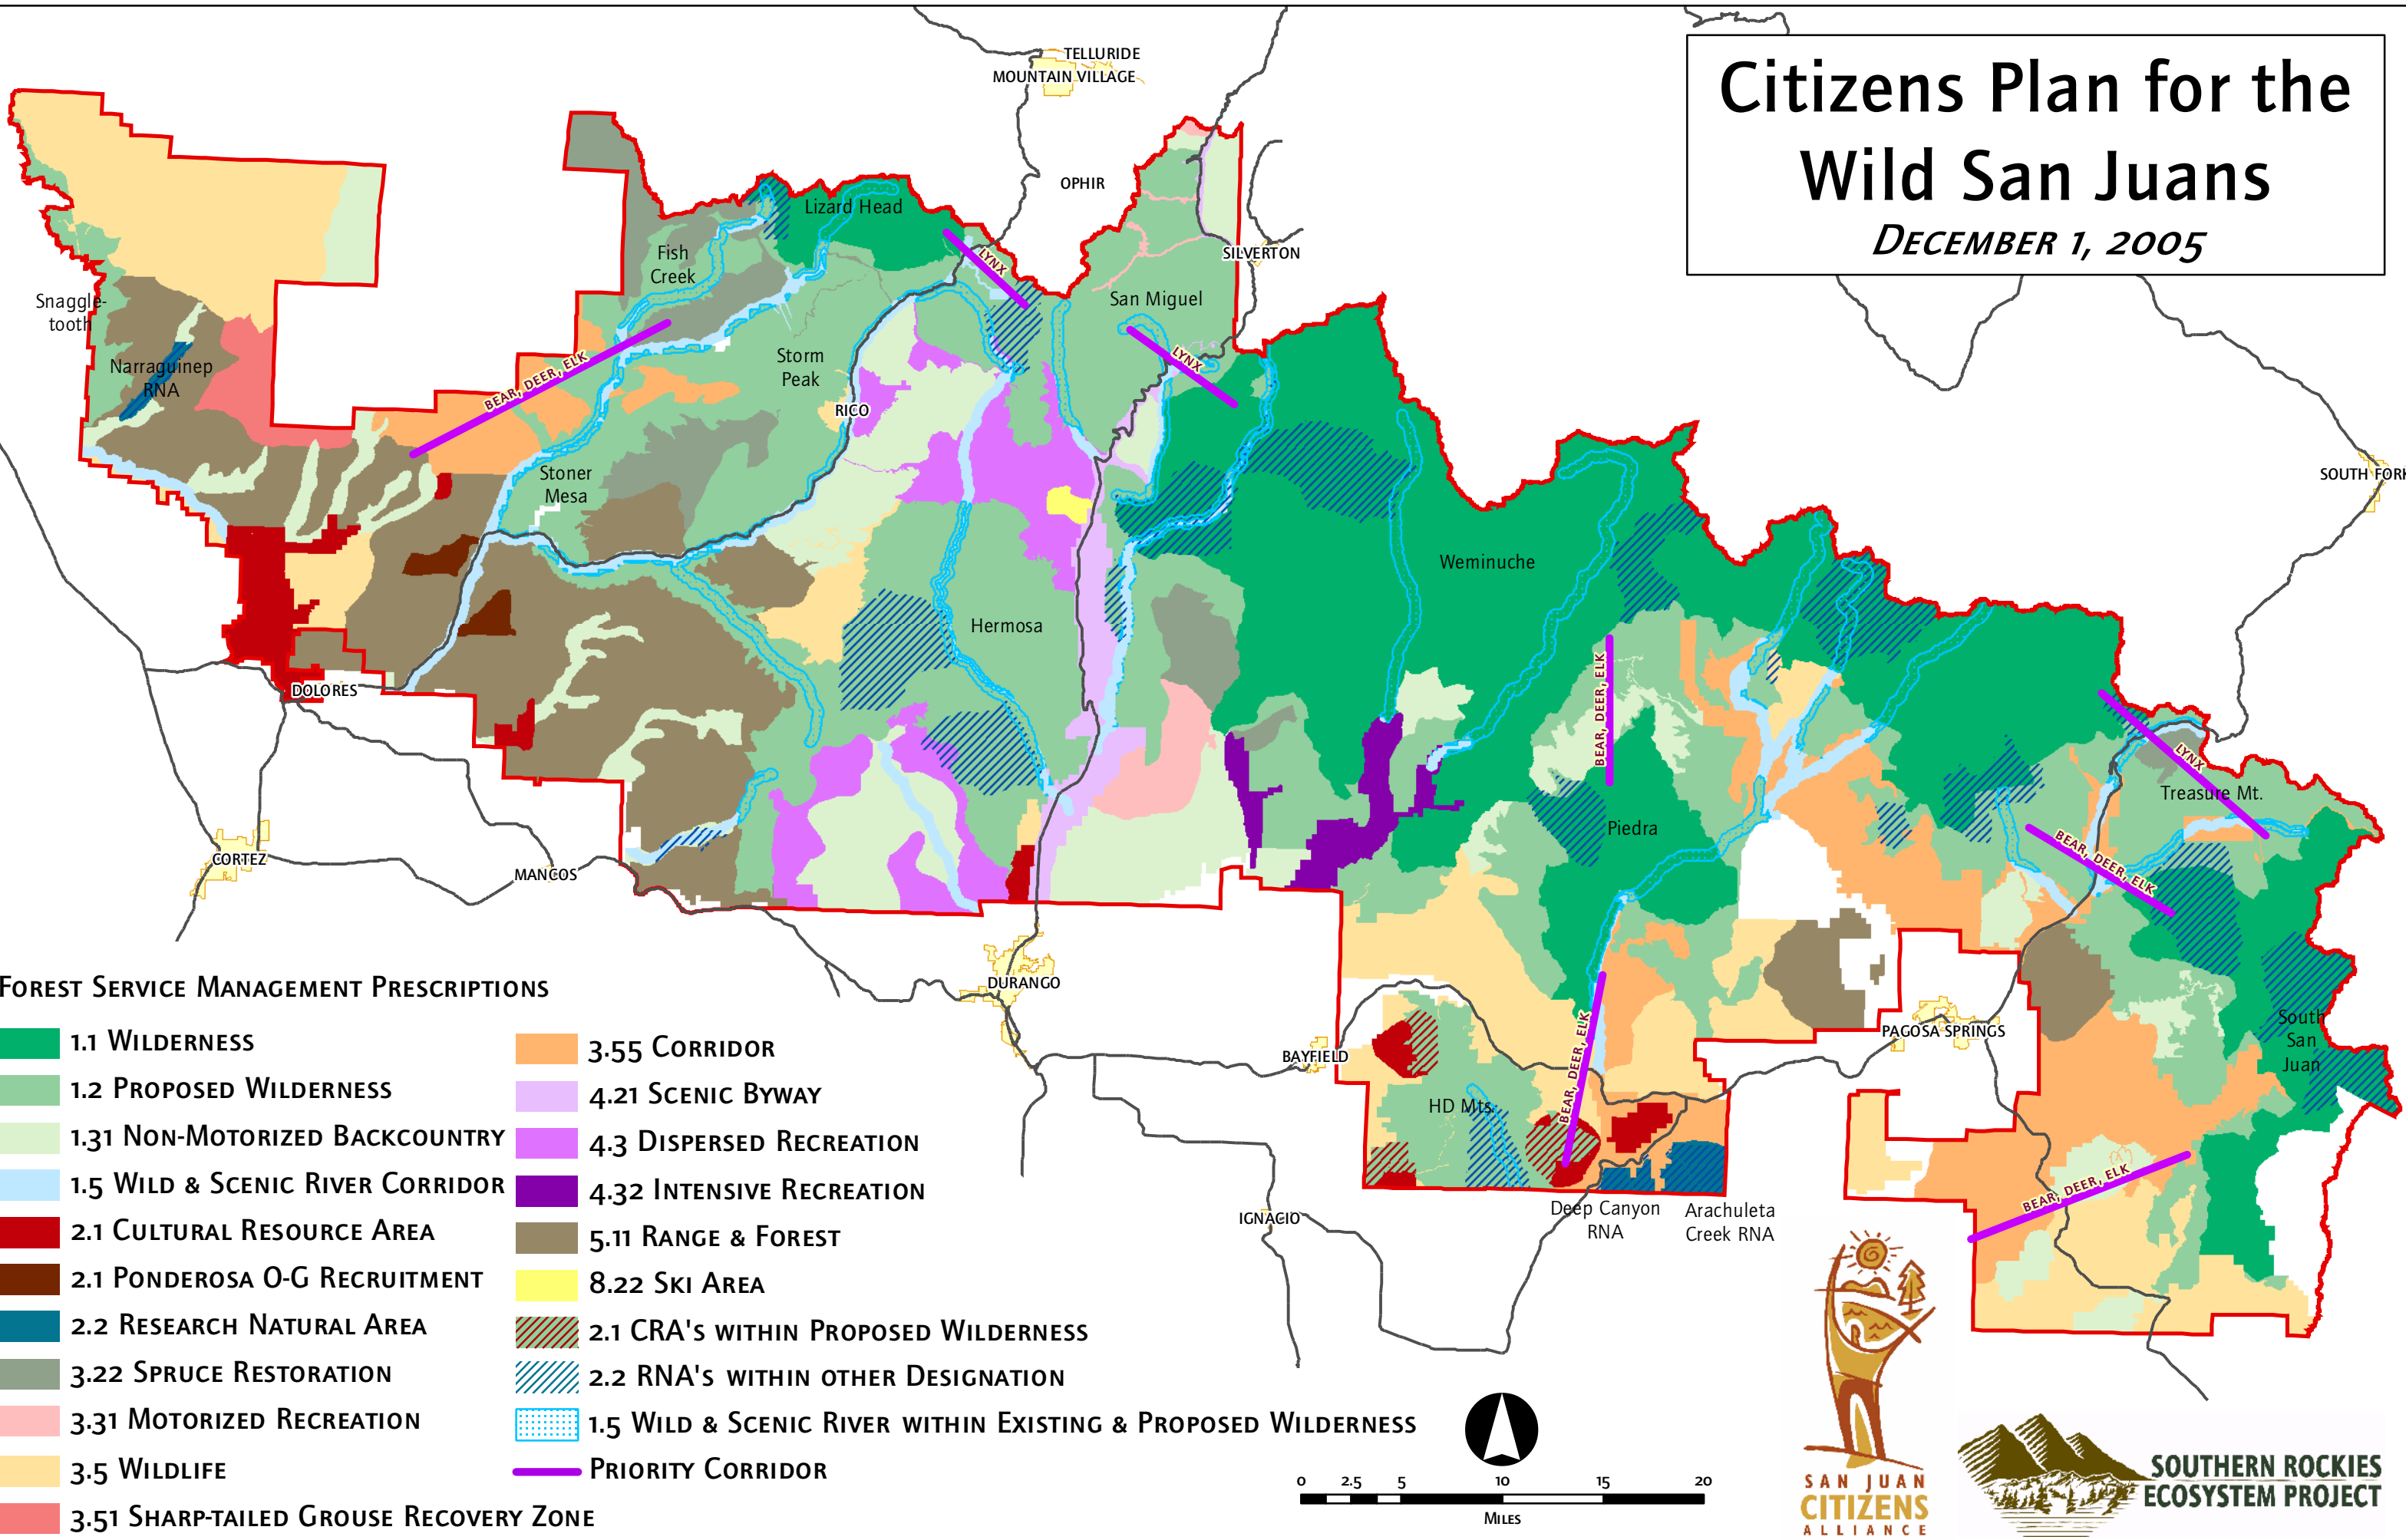 Citizens Plan for the
Wild San Juans
December 1, 2005
TELLURIDE
MOUNTAIN VILLAGE
OPHIR
SILVERTON
SOUTH FORK
Lizard Head
Fish
Creek
LYNX
San Miguel
Snaggle-
tooth
Narraguinep
RNA
BEAR, DEER, ELK
Storm
Peak
LYNX
RICO
Stoner
Mesa
Weminuche
Hermosa
BEAR, DEER, ELK
DOLORES
LYNX
Treasure Mt.
Piedra
BEAR, DEER, ELK
CORTEZ
MANCOS
DURANGO
BEAR, DEER, ELK
BAYFIELD
PAGOSA SPRINGS
South
San
Juan
HD Mts.
BEAR, DEER, ELK
IGNACIO
Deep Canyon
RNA
Arachuleta
Creek RNA
Forest Service Management Prescriptions
1.1 Wilderness
1.2 Proposed Wilderness
1.31 Non-Motorized Backcountry
1.5 Wild & Scenic River Corridor
2.1 Cultural Resource Area
2.1 Ponderosa O-G Recruitment
2.2 Research Natural Area
3.22 Spruce Restoration
3.31 Motorized Recreation
3.5 Wildlife
3.51 Sharp-tailed Grouse Recovery Zone
3.55 Corridor
4.21 Scenic Byway
4.3 Dispersed Recreation
4.32 Intensive Recreation
5.11 Range & Forest
8.22 Ski Area
2.1 CRA's within Proposed Wilderness
2.2 RNA's within other Designation
1.5 Wild & Scenic River within Existing & Proposed Wilderness
Priority Corridor
0 2.5 5 10 15 20
Miles
SAN JUAN
CITIZENS
ALLIANCE
SOUTHERN ROCKIES
ECOSYSTEM PROJECT